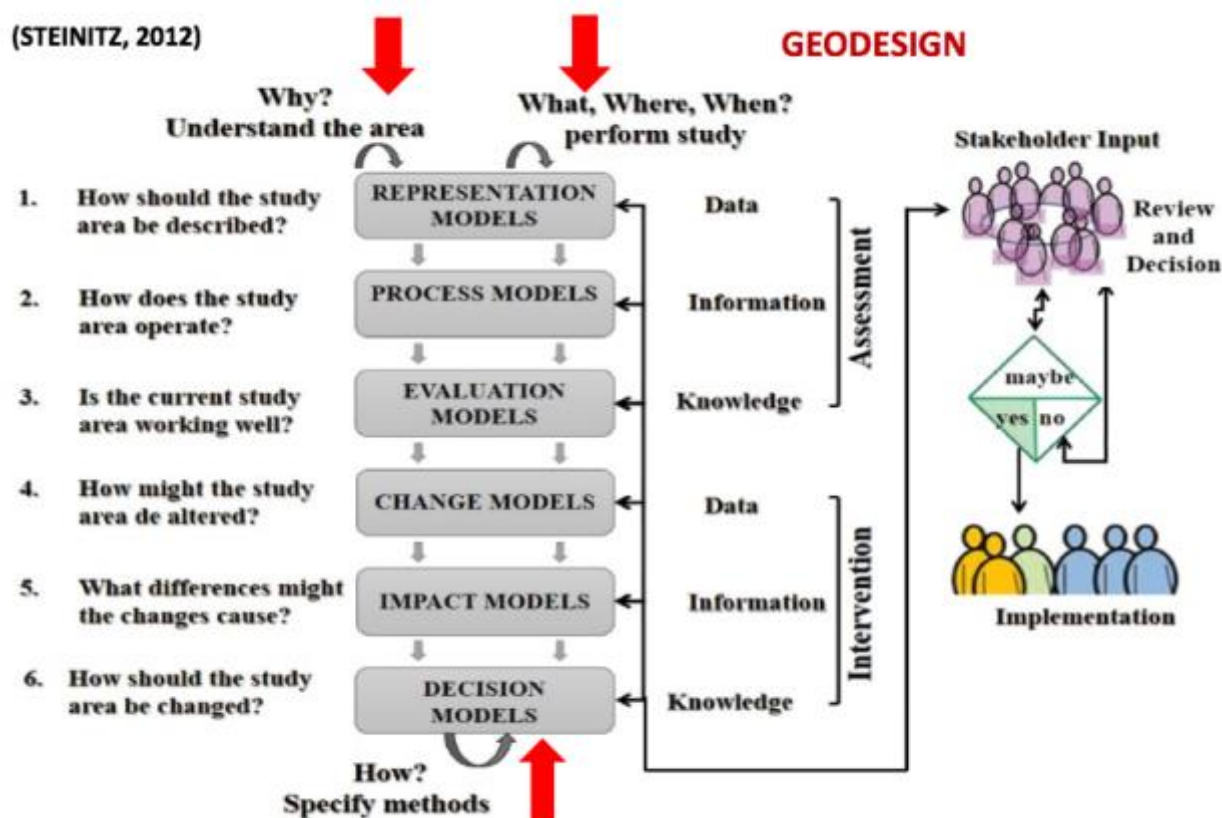 (STEINITZ, 2012)
GEODESIGN
Why?
Understand the area
What, Where, When?
perform study
1. How should the study
area be described?
REPRESENTATION
MODELS
Data
2. How does the study
area operate?
PROCESS MODELS
Information
3. Is the current study
area working well?
EVALUATION
MODELS
Knowledge
Assessment
4. How might the study
area de altered?
CHANGE MODELS
Data
5. What differences might
the changes cause?
IMPACT MODELS
Information
6. How should the study
area be changed?
DECISION
MODELS
Knowledge
Intervention
How?
Specify methods
Stakeholder Input
Review
and
Decision
maybe
yes
no
Implementation